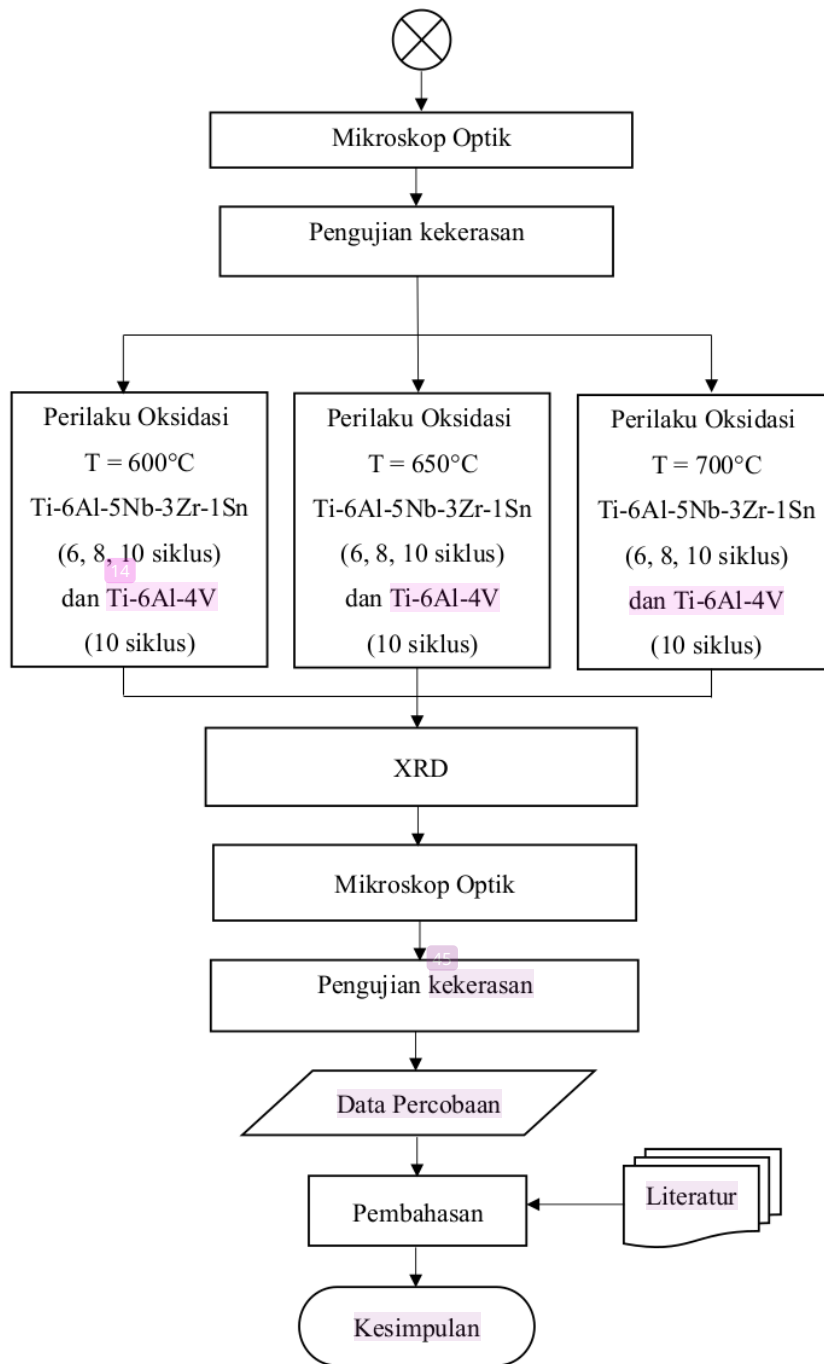 Mikroskop Optik
Pengujian kekerasan
Perilaku Oksidasi
T = 600°C
Ti-6Al-5Nb-3Zr-1Sn
(6, 8, 10 siklus)
14
dan Ti-6Al-4V
(10 siklus)
Perilaku Oksidasi
T = 650°C
Ti-6Al-5Nb-3Zr-1Sn
(6, 8, 10 siklus)
dan Ti-6Al-4V
(10 siklus)
Perilaku Oksidasi
T = 700°C
Ti-6Al-5Nb-3Zr-1Sn
(6, 8, 10 siklus)
dan Ti-6Al-4V
(10 siklus)
XRD
Mikroskop Optik
45
Pengujian kekerasan
Data Percobaan
Pembahasan
Literatur
Kesimpulan